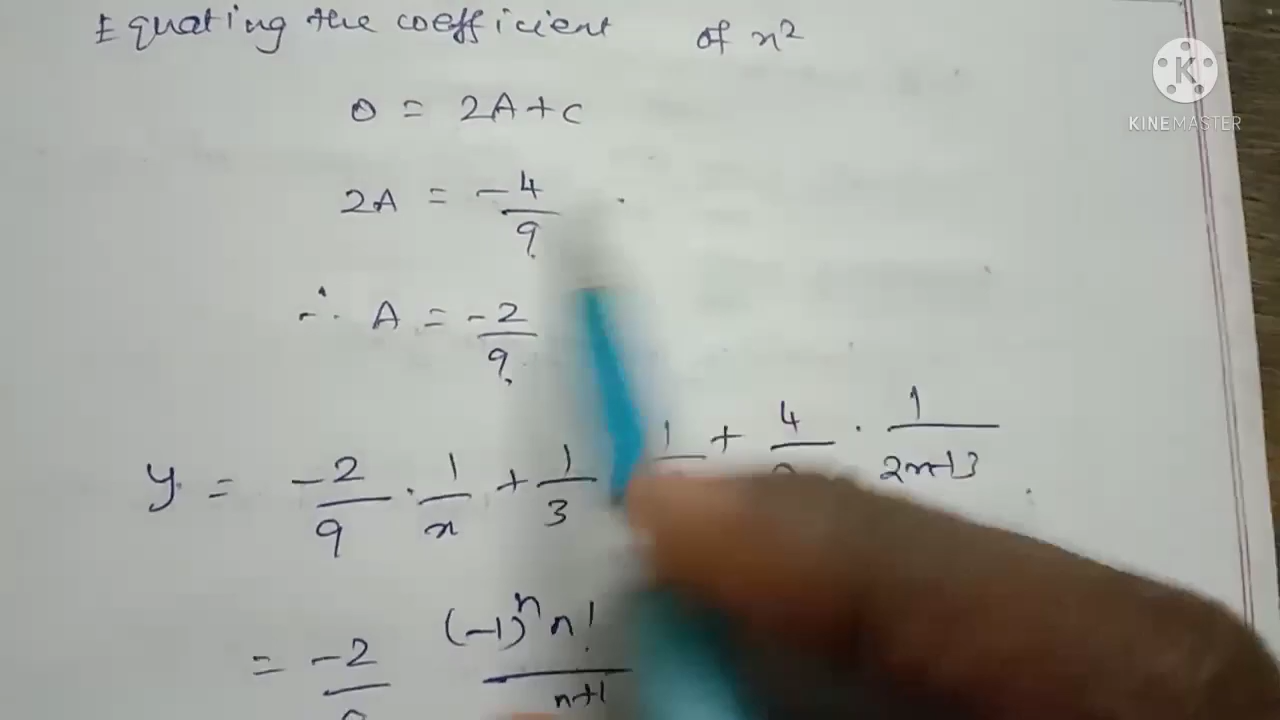 Equating the coefficient of x²
KINEMASTER
0 = 2A+C
2A = -4/9
∴ A = -2/9
y = -2/9 · 1/x + 1/3 1 + 4 · 1/2x+3
= -2 (-1)ⁿ n!/n+1